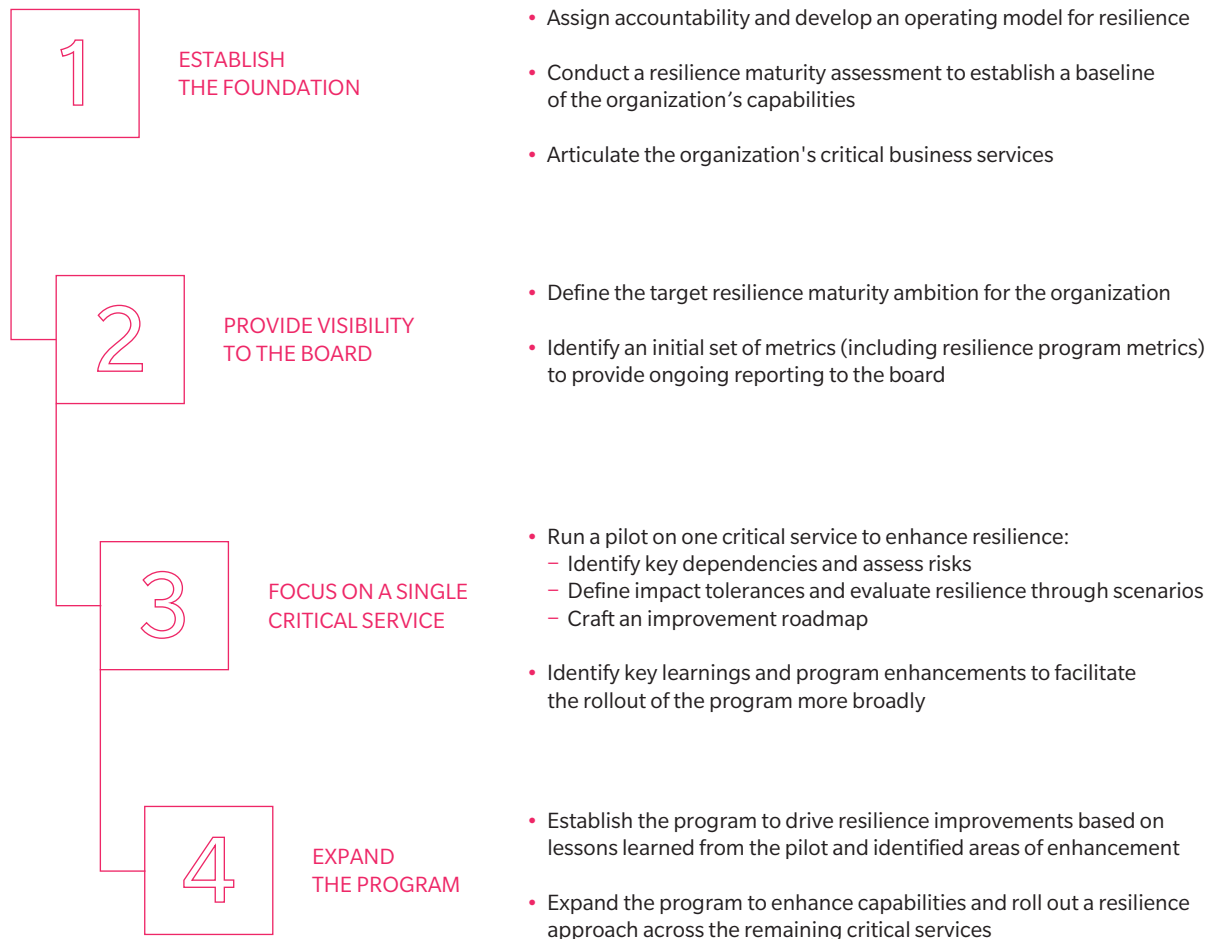 1
ESTABLISH
THE FOUNDATION
• Assign accountability and develop an operating model for resilience
• Conduct a resilience maturity assessment to establish a baseline
of the organization’s capabilities
• Articulate the organization's critical business services
2
PROVIDE VISIBILITY
TO THE BOARD
• Define the target resilience maturity ambition for the organization
• Identify an initial set of metrics (including resilience program metrics)
to provide ongoing reporting to the board
3
FOCUS ON A SINGLE
CRITICAL SERVICE
• Run a pilot on one critical service to enhance resilience:
– Identify key dependencies and assess risks
– Define impact tolerances and evaluate resilience through scenarios
– Craft an improvement roadmap
• Identify key learnings and program enhancements to facilitate
the rollout of the program more broadly
4
EXPAND
THE PROGRAM
• Establish the program to drive resilience improvements based on
lessons learned from the pilot and identified areas of enhancement
• Expand the program to enhance capabilities and roll out a resilience
approach across the remaining critical services